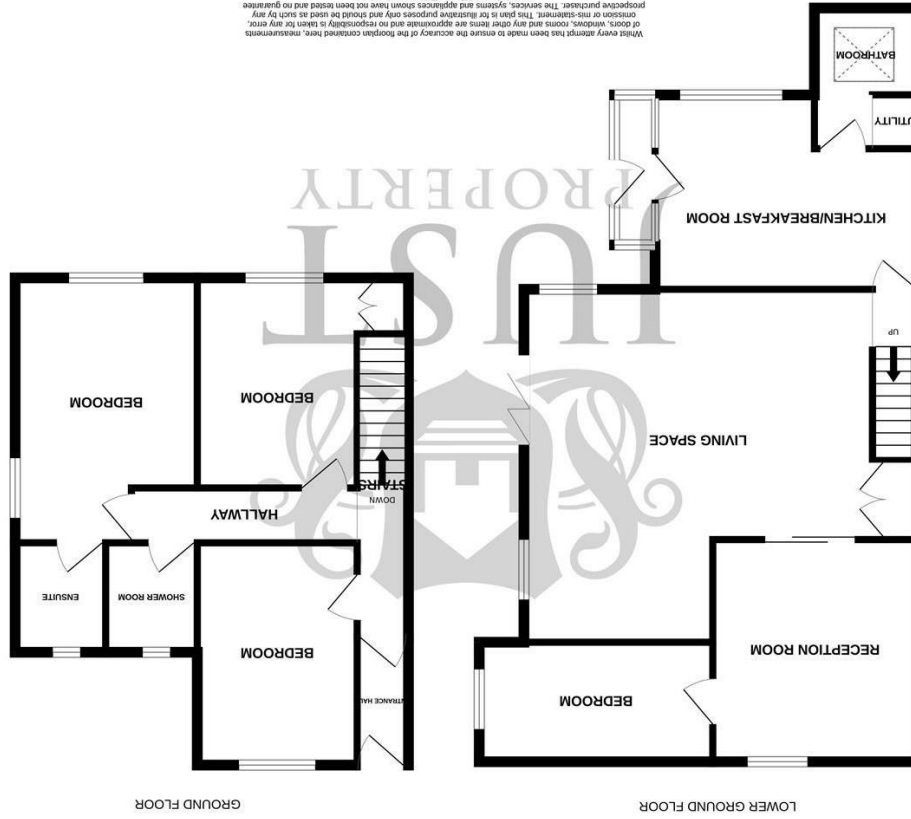 LOWER GROUND FLOOR
RECEPTION ROOM
BEDROOM
LIVING SPACE
UP
KITCHEN/BREAKFAST ROOM
UTILITY
BATHROOM
GROUND FLOOR
NTRANCE HAL
BEDROOM
SHOWER ROOM
ENSUITE
HALLWAY
DOWN
STAIRS
BEDROOM
BEDROOM
JUST
PROPERTY
Whilst every attempt has been made to ensure the accuracy of the floorplan contained here, measurements
of doors, windows, rooms and any other items are approximate and no responsibility is taken for any error,
omission or mis-statement. This plan is for illustrative purposes only and should be used as such by any
prospective purchaser. The services, systems and appliances shown have not been tested and no guarantee